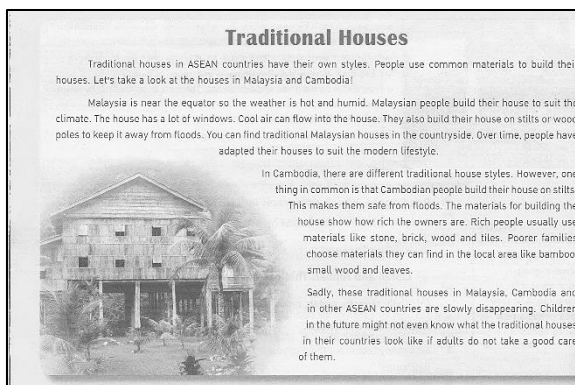 Traditional Houses
Traditional houses in ASEAN countries have their own styles. People use common materials to build thei
houses. Let's take a look at the houses in Malaysia and Cambodia!
Malaysia is near the equator so the weather is hot and humid. Malaysian people build their house to suit the
climate. The house has a lot of windows. Cool air can flow into the house. They also build their house on stilts or wood
poles to keep it away from floods. You can find traditional Malaysian houses in the countryside. Over time, people have
adapted their houses to suit the modern lifestyle.
In Cambodia, there are different traditional house styles. However, one
thing in common is that Cambodian people build their house on stilts
This makes them safe from floods. The materials for building the
house show how rich the owners are. Rich people usually use
materials like stone, brick, wood and tiles. Poorer families
choose materials they can find in the local area like bamboo
small wood and leaves.
Sadly, these traditional houses in Malaysia, Cambodia and
in other ASEAN countries are slowly disappearing. Children
in the future might not even know what the traditional houses
in their countries look like if adults do not take a good care
of them.